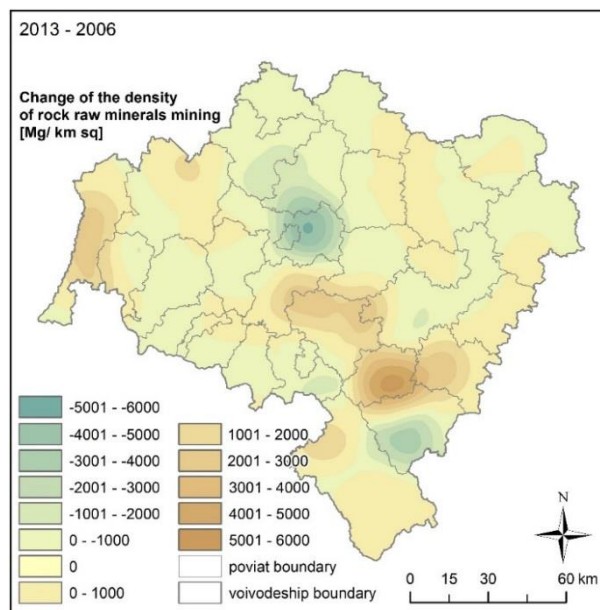 2013 - 2006
Change of the density
of rock raw minerals mining
[Mg/ km sq]
-5001 - -6000
-4001 - -5000
-3001 - -4000
-2001 - -3000
-1001 - -2000
0 - -1000
0
0 - 1000
1001 - 2000
2001 - 3000
3001 - 4000
4001 - 5000
5001 - 6000
poviat boundary
voivodeship boundary
N
0 15 30 60 km